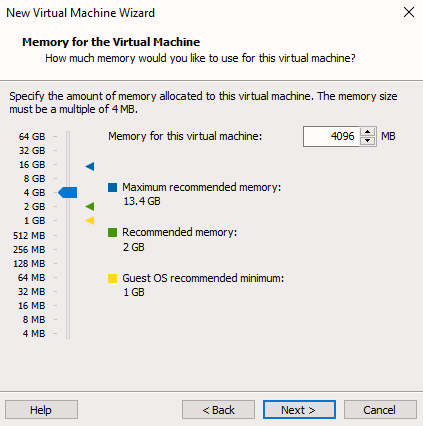 New Virtual Machine Wizard
Memory for the Virtual Machine
How much memory would you like to use for this virtual machine?
Specify the amount of memory allocated to this virtual machine. The memory size
must be a multiple of 4 MB.
64 GB
32 GB
16 GB
8 GB
4 GB
2 GB
1 GB
512 MB
256 MB
128 MB
64 MB
32 MB
16 MB
8 MB
4 MB
Memory for this virtual machine: 4096 MB
Maximum recommended memory:
13.4 GB
Recommended memory:
2 GB
Guest OS recommended minimum:
1 GB
Help
< Back
Next >
Cancel